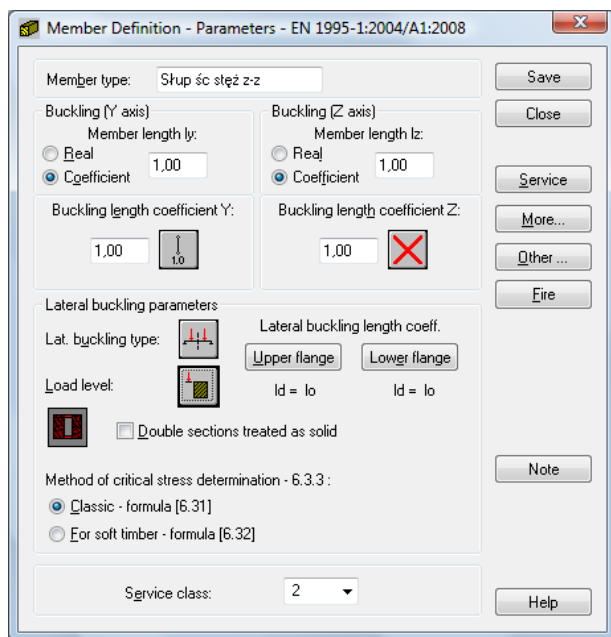 Member Definition - Parameters - EN 1995-1:2004/A1:2008
Member type: Słup śc stęż z-z
Save
Close
Buckling (Y axis) Buckling (Z axis)
Member length ly: Member length lz:
Real Real
1,00 1,00
Coefficient Coefficient
Service
Buckling length coefficient Y: Buckling length coefficient Z:
More...
1,00 1.0 1,00
Other ...
Fire
Lateral buckling parameters
Lat. buckling type: Lateral buckling length coeff.
Upper flange Lower flange
Load level: ld = lo ld = lo
Double sections treated as solid
Note
Method of critical stress determination - 6.3.3 :
Classic - formula [6.31]
For soft timber - formula [6.32]
Service class: 2
Help